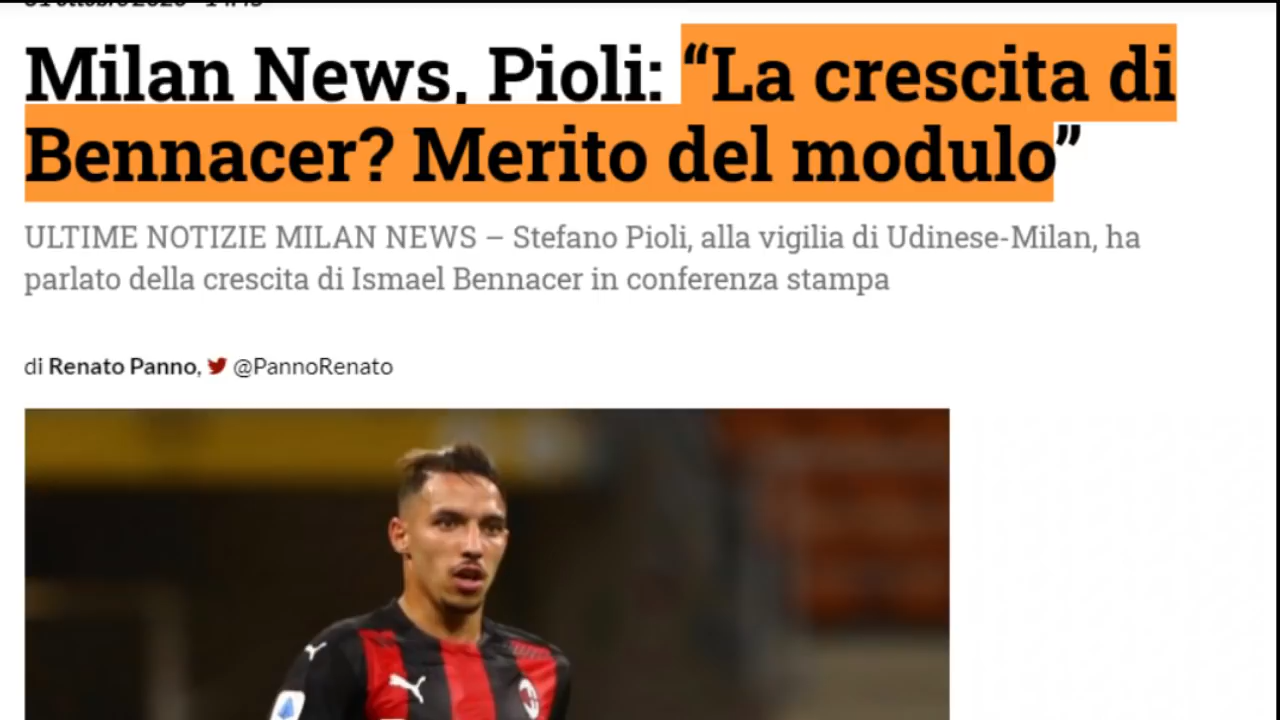 Milan News, Pioli: “La crescita di
Bennacer? Merito del modulo”
ULTIME NOTIZIE MILAN NEWS – Stefano Pioli, alla vigilia di Udinese-Milan, ha
parlato della crescita di Ismael Bennacer in conferenza stampa
di Renato Panno, @PannoRenato